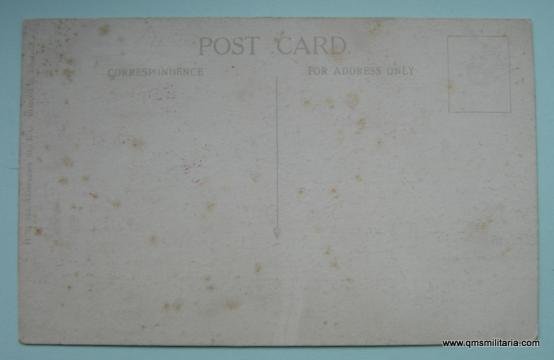 POST CARD.
CORRESPONDENCE
FOR ADDRESS ONLY
www.qmsmilitaria.com